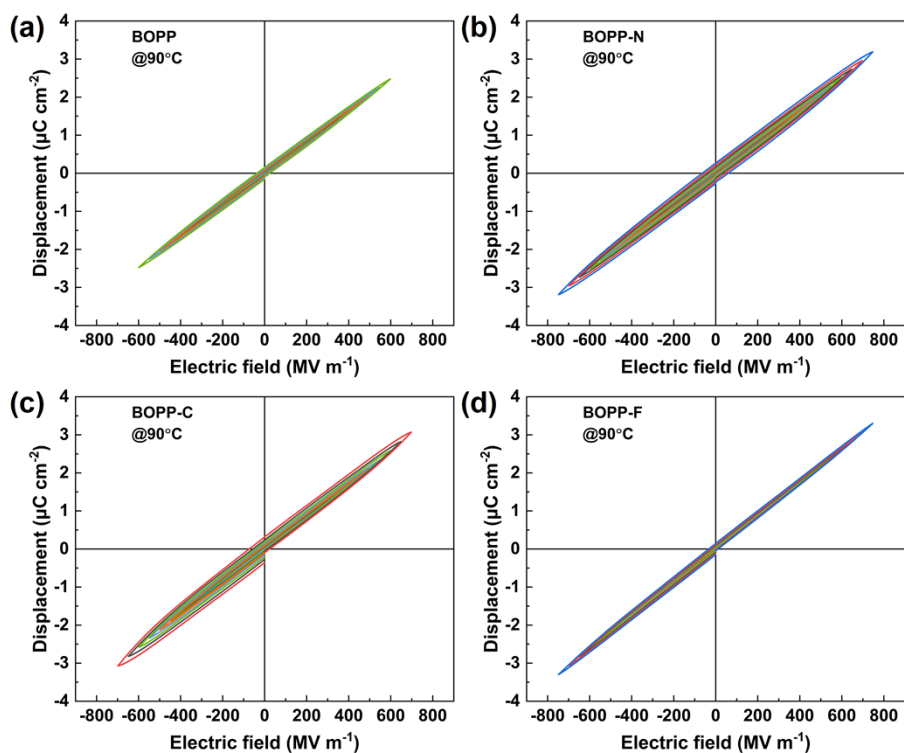 (a)
BOPP
@90°C
Displacement (µC cm⁻²)
4
3
2
1
0
-1
-2
-3
-4
-800 -600 -400 -200 0 200 400 600 800
Electric field (MV m⁻¹)
(b)
BOPP-N
@90°C
Displacement (µC cm⁻²)
4
3
2
1
0
-1
-2
-3
-4
-800 -600 -400 -200 0 200 400 600 800
Electric field (MV m⁻¹)
(c)
BOPP-C
@90°C
Displacement (µC cm⁻²)
4
3
2
1
0
-1
-2
-3
-4
-800 -600 -400 -200 0 200 400 600 800
Electric field (MV m⁻¹)
(d)
BOPP-F
@90°C
Displacement (µC cm⁻²)
4
3
2
1
0
-1
-2
-3
-4
-800 -600 -400 -200 0 200 400 600 800
Electric field (MV m⁻¹)